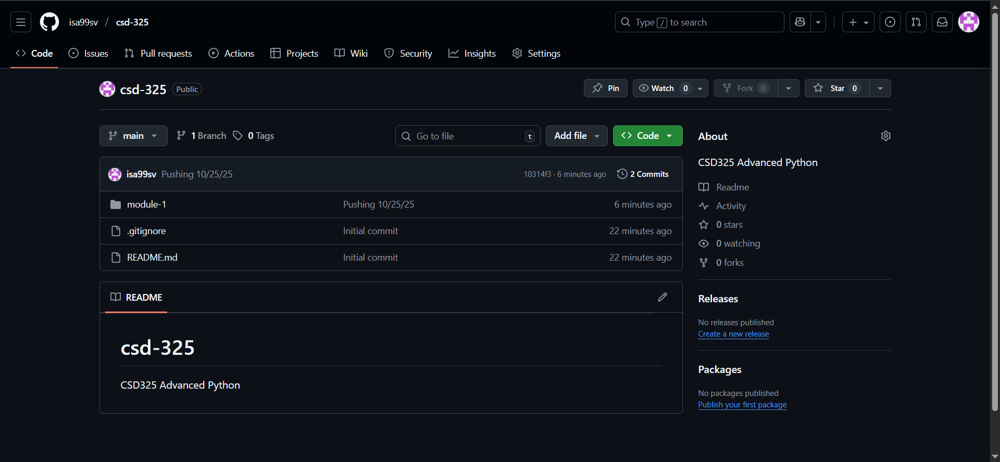 isa99sv / csd-325
Type / to search
Code
Issues
Pull requests
Actions
Projects
Wiki
Security
Insights
Settings
csd-325 Public
Pin
Watch 0
Fork 0
Star 0
main
1 Branch
0 Tags
Go to file t
Add file
Code
isa99sv Pushing 10/25/25
10314f3 · 6 minutes ago
2 Commits
module-1 Pushing 10/25/25 6 minutes ago
.gitignore Initial commit 22 minutes ago
README.md Initial commit 22 minutes ago
README
csd-325
CSD325 Advanced Python
About
CSD325 Advanced Python
Readme
Activity
0 stars
0 watching
0 forks
Releases
No releases published
Create a new release
Packages
No packages published
Publish your first package